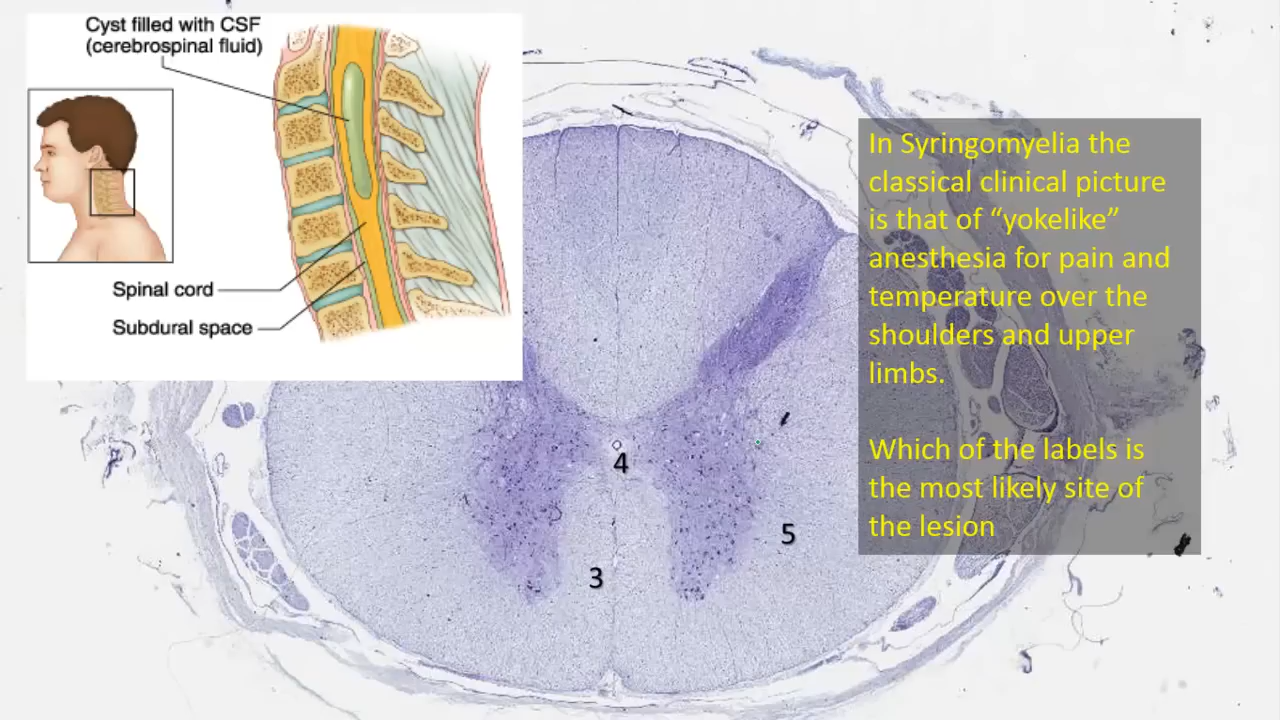 Cyst filled with CSF
(cerebrospinal fluid)
Spinal cord
Subdural space
In Syringomyelia the
classical clinical picture
is that of “yokelike”
anesthesia for pain and
temperature over the
shoulders and upper
limbs.
Which of the labels is
the most likely site of
the lesion
4
5
3